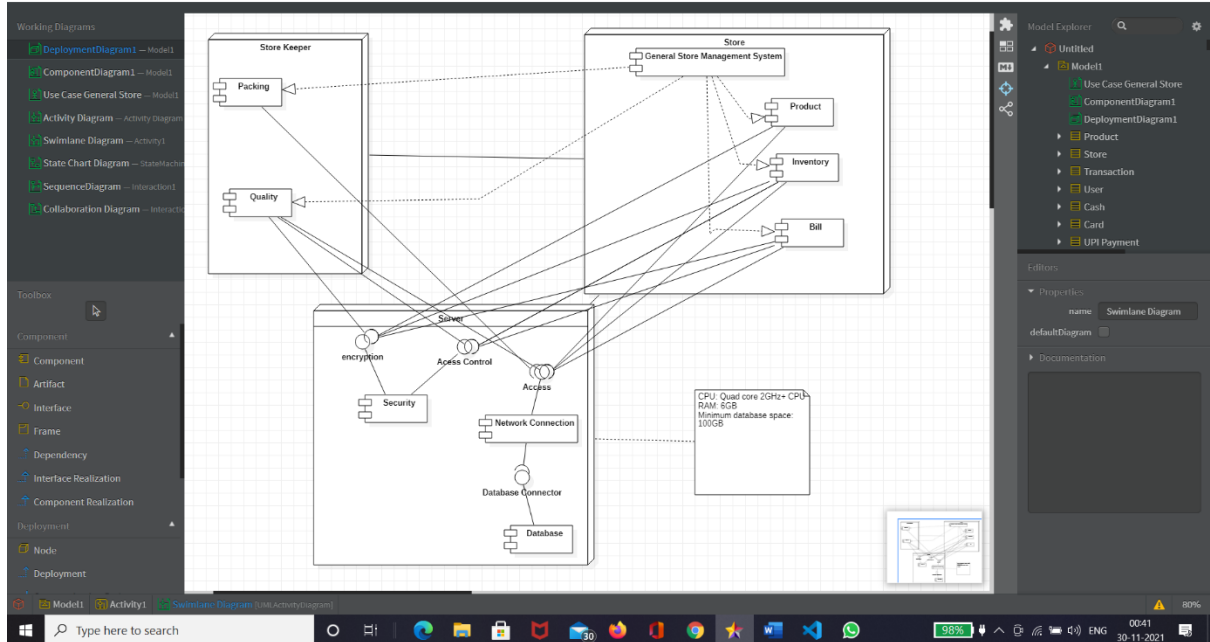 Working Diagrams
DeploymentDiagram1 — Model1
ComponentDiagram1 — Model1
Use Case General Store — Model1
Activity Diagram — Activity Diagram
Swimlane Diagram — Activity1
State Chart Diagram — StateMachin
SequenceDiagram — Interaction1
Collaboration Diagram — Interactio
Toolbox
Component
Component
Artifact
Interface
Frame
Dependency
Interface Realization
Component Realization
Deployment
Node
Deployment
Store Keeper
Packing
Quality
Store
General Store Management System
Product
Inventory
Bill
Server
encryption
Acess Control
Access
Security
Network Connection
Database Connector
Database
CPU: Quad core 2GHz+ CPU
RAM: 6GB
Minimum database space:
100GB
Model Explorer
Untitled
Model1
Use Case General Store
ComponentDiagram1
DeploymentDiagram1
Product
Store
Transaction
User
Cash
Card
UPI Payment
Editors
Properties
name Swimlane Diagram
defaultDiagram
Documentation
Model1 Activity1 Swimlane Diagram [UMLActivityDiagram]
80%
Type here to search
30
98%
ENG
00:41
30-11-2021